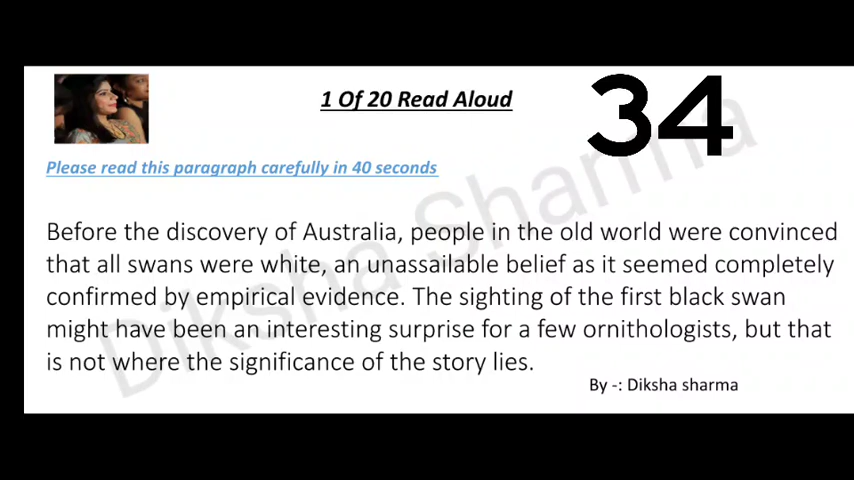 1 Of 20 Read Aloud
34
Please read this paragraph carefully in 40 seconds
Before the discovery of Australia, people in the old world were convinced
that all swans were white, an unassailable belief as it seemed completely
confirmed by empirical evidence. The sighting of the first black swan
might have been an interesting surprise for a few ornithologists, but that
is not where the significance of the story lies.
By -: Diksha sharma
Diksha Sharma